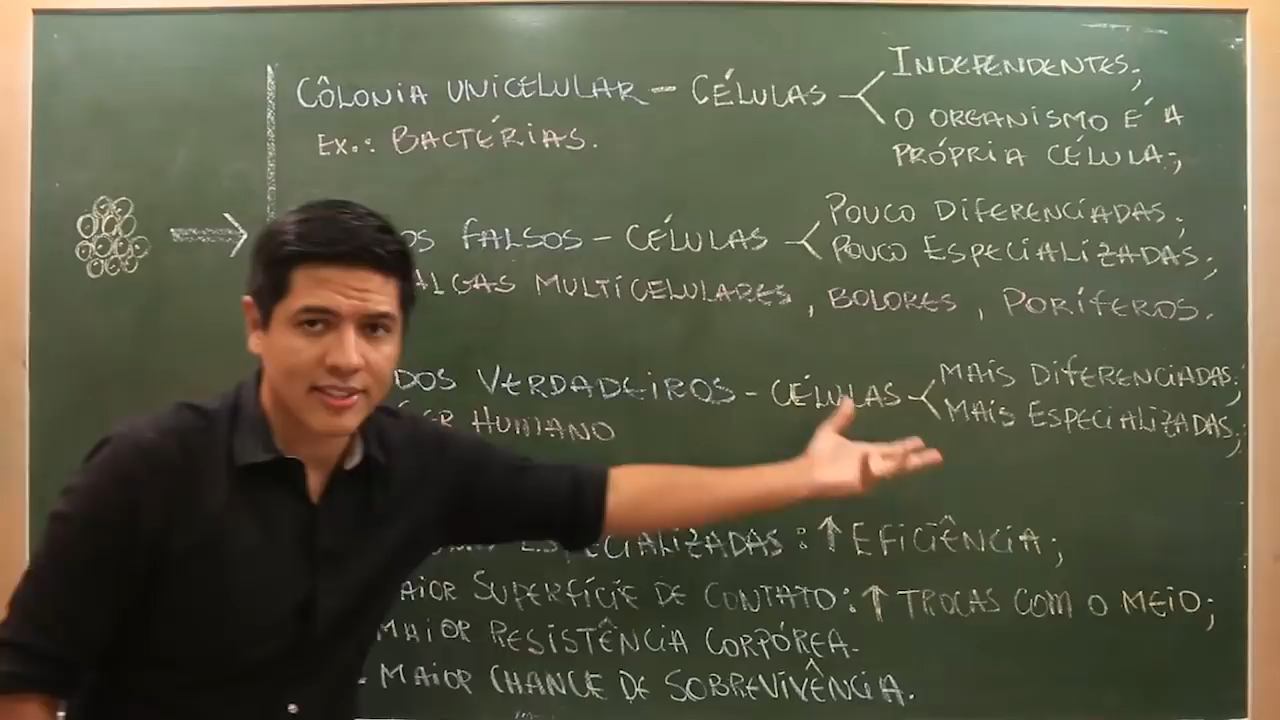 CÔLONIA UNICELULAR - CÉLULAS
INDEPENDENTES;
O ORGANISMO É A
PRÓPRIA CÉLULA;
EX.: BACTÉRIAS.
OS FALSOS - CÉLULAS
POUCO DIFERENCIADAS;
POUCO ESPECIALIZADAS;
ALGAS MULTICELULARES, BOLORES, PORÍFEROS.
DOS VERDADEIROS - CÉLULAS
MAIS DIFERENCIADAS;
MAIS ESPECIALIZADAS;
SER HUMANO
ESPECIALIZADAS: ↑ EFICIÊNCIA;
MAIOR SUPERFÍCIE DE CONTATO: ↑ TROCAS COM O MEIO;
MAIOR RESISTÊNCIA CORPÓREA.
- MAIOR CHANCE DE SOBREVIVÊNCIA.